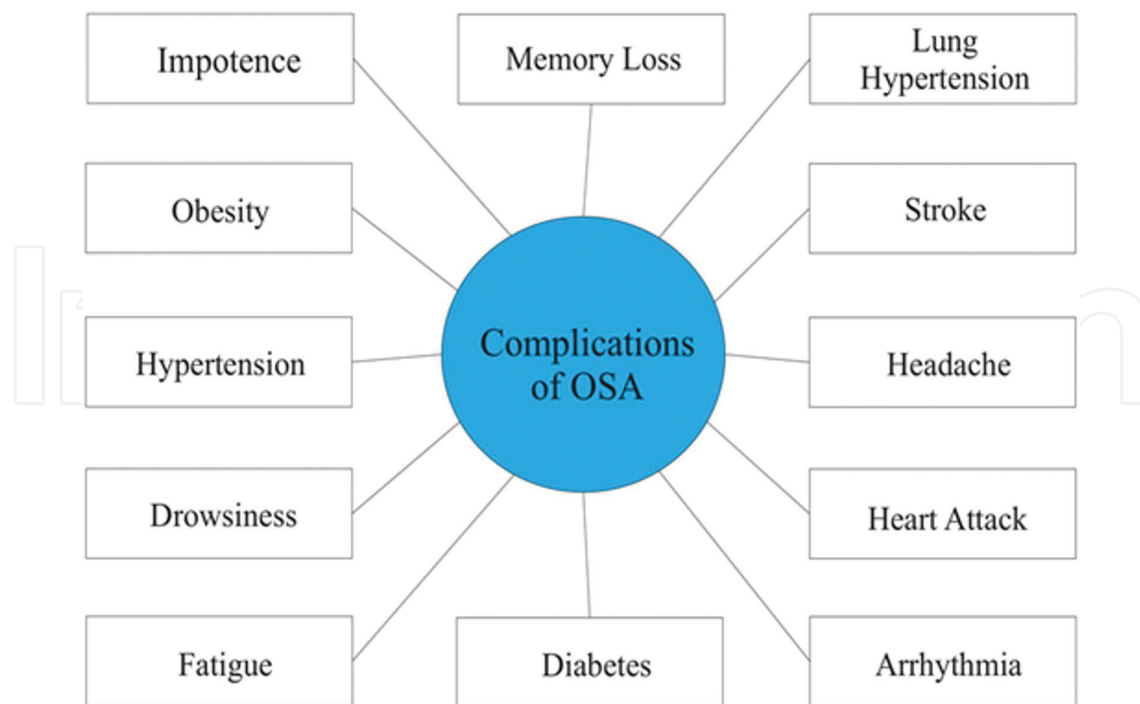 Impotence
Memory Loss
Lung
Hypertension
Obesity
Stroke
Complications
of OSA
Hypertension
Headache
Drowsiness
Heart Attack
Fatigue
Diabetes
Arrhythmia